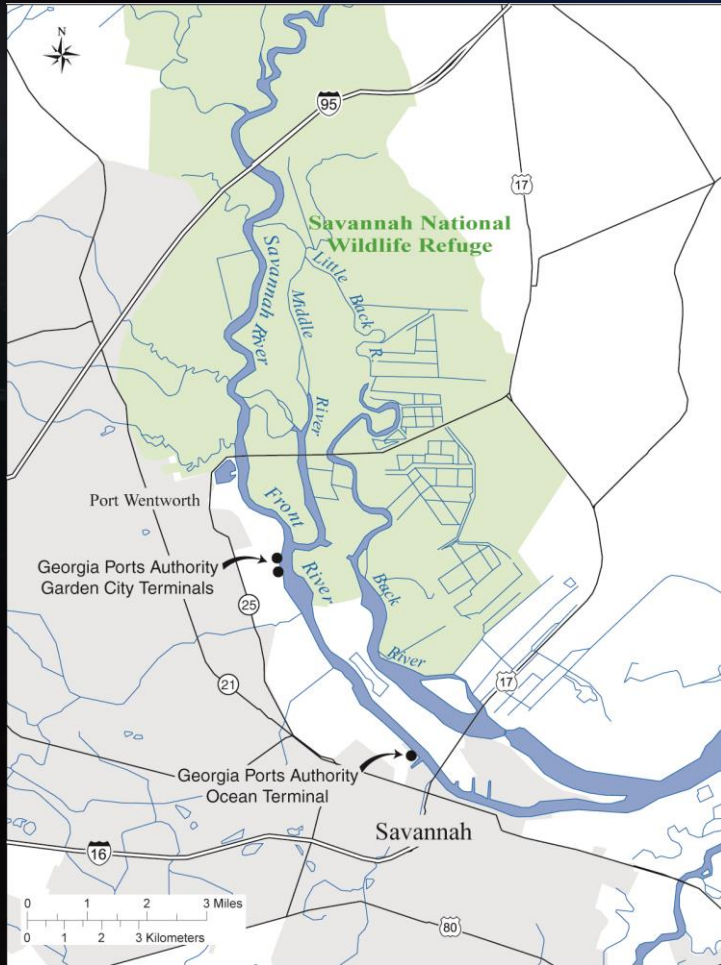 N
95
17
Savannah National
Wildlife Refuge
Savannah River
Little Back R
Middle
River
Port Wentworth
Front
River
Georgia Ports Authority
Garden City Terminals
Back
River
25
21
17
Georgia Ports Authority
Ocean Terminal
Savannah
16
0 1 2 3 Miles
0 1 2 3 Kilometers
80